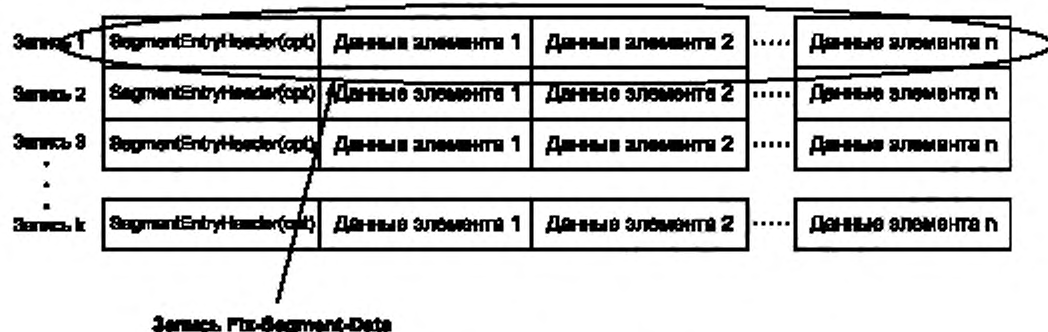 Запись 1 SegmentEntryHeader(opt) Данные элемента 1 Данные элемента 2 ..... Данные элемента n
Запись 2 SegmentEntryHeader(opt) Данные элемента 1 Данные элемента 2 ..... Данные элемента n
Запись 3 SegmentEntryHeader(opt) Данные элемента 1 Данные элемента 2 ..... Данные элемента n
Запись k SegmentEntryHeader(opt) Данные элемента 1 Данные элемента 2 ..... Данные элемента n
Запись Fix-Segment-Data